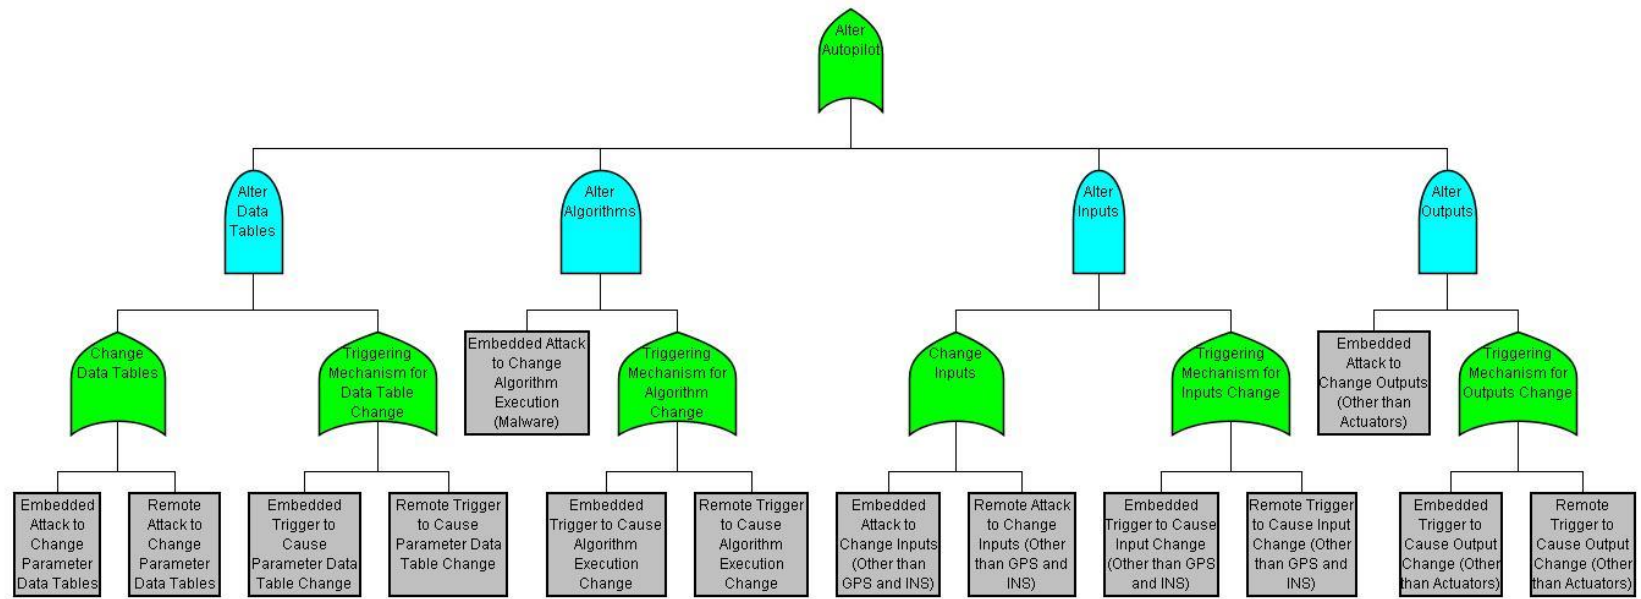 Alter
Autopilot
Alter
Data
Tables
Alter
Algorithms
Alter
Inputs
Alter
Outputs
Change
Data Tables
Triggering
Mechanism for
Data Table
Change
Embedded Attack
to Change
Algorithm
Execution
(Malware)
Triggering
Mechanism for
Algorithm
Change
Change
Inputs
Triggering
Mechanism for
Inputs Change
Embedded
Attack to
Change Outputs
(Other than
Actuators)
Triggering
Mechanism for
Outputs Change
Embedded
Attack to
Change
Parameter
Data Tables
Remote
Attack to
Change
Parameter
Data Tables
Embedded
Trigger to
Cause
Parameter Data
Table Change
Remote Trigger
to Cause
Parameter Data
Table Change
Embedded
Trigger to Cause
Algorithm
Execution
Change
Remote Trigger
to Cause
Algorithm
Execution
Change
Embedded
Attack to
Change Inputs
(Other than
GPS and INS)
Remote Attack
to Change
Inputs (Other
than GPS and
INS)
Embedded
Trigger to Cause
Input Change
(Other than GPS
and INS)
Remote Trigger
to Cause Input
Change (Other
than GPS and
INS)
Embedded
Trigger to
Cause Output
Change (Other
than Actuators)
Remote
Trigger to
Cause Output
Change (Other
than Actuators)